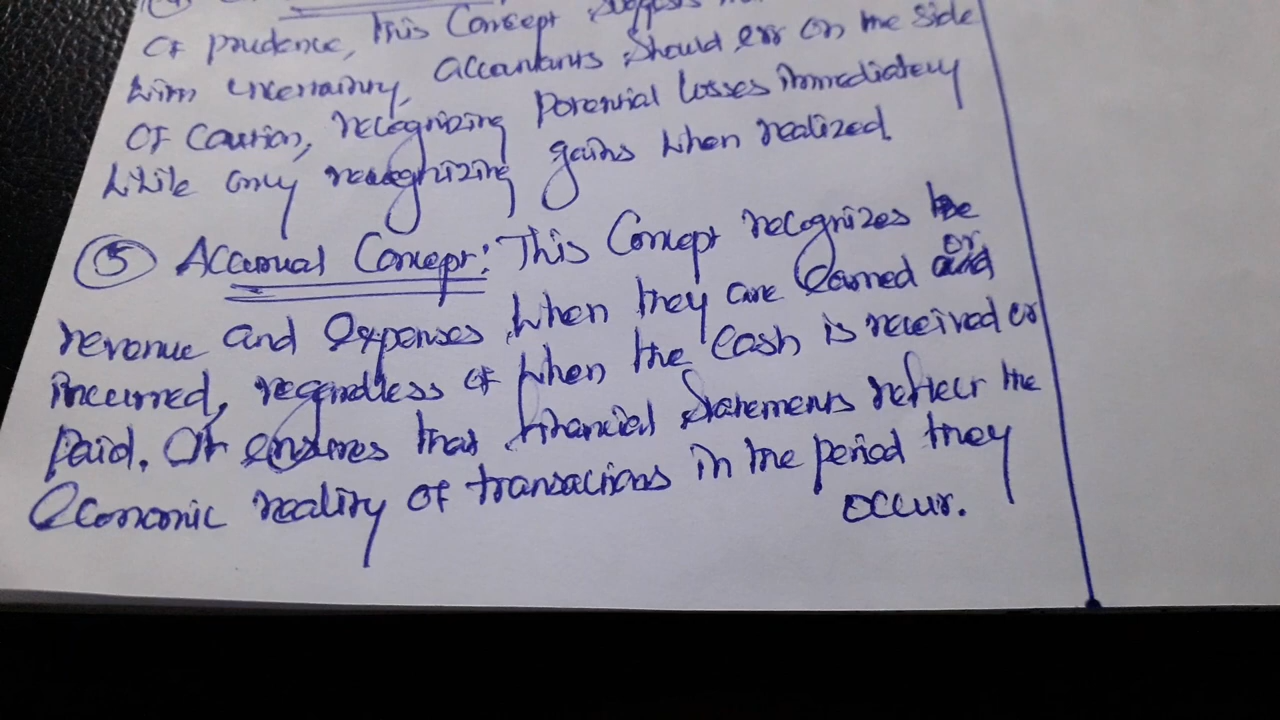 of prudence, this Concept suggests
with uncertainty, accountants should err on the side
of caution, recognizing potential losses immediately
while only recognizing gains when realized.
⑤ Accrual Concept: This Concept recognizes
revenue and expenses when they are earned or
incurred, regardless of when the cash is received or
paid. It ensures that financial statements reflect the
Economic reality of transactions in the period they
occur.